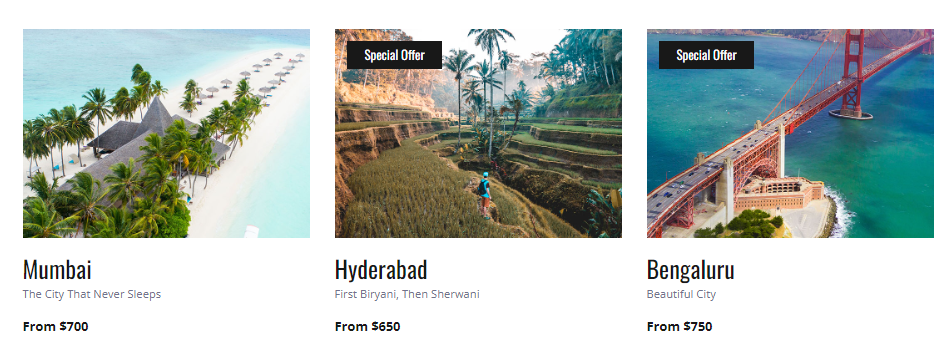 Special Offer
Special Offer
Mumbai
The City That Never Sleeps
From $700
Hyderabad
First Biryani, Then Sherwani
From $650
Bengaluru
Beautiful City
From $750